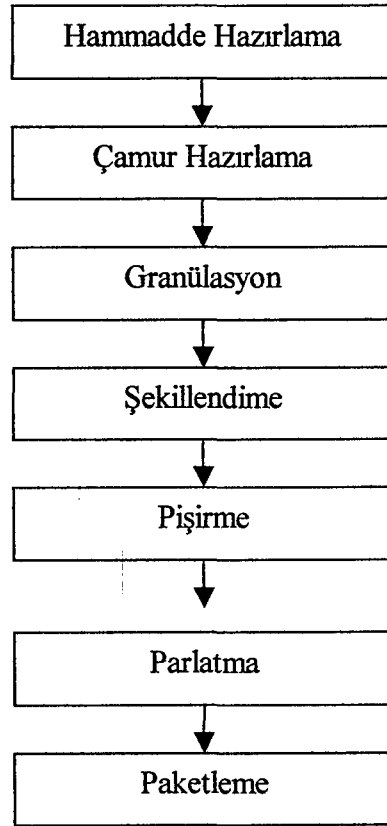 Hammadde Hazırlama
Çamur Hazırlama
Granülasyon
Şekillendime
Pişirme
Parlatma
Paketleme